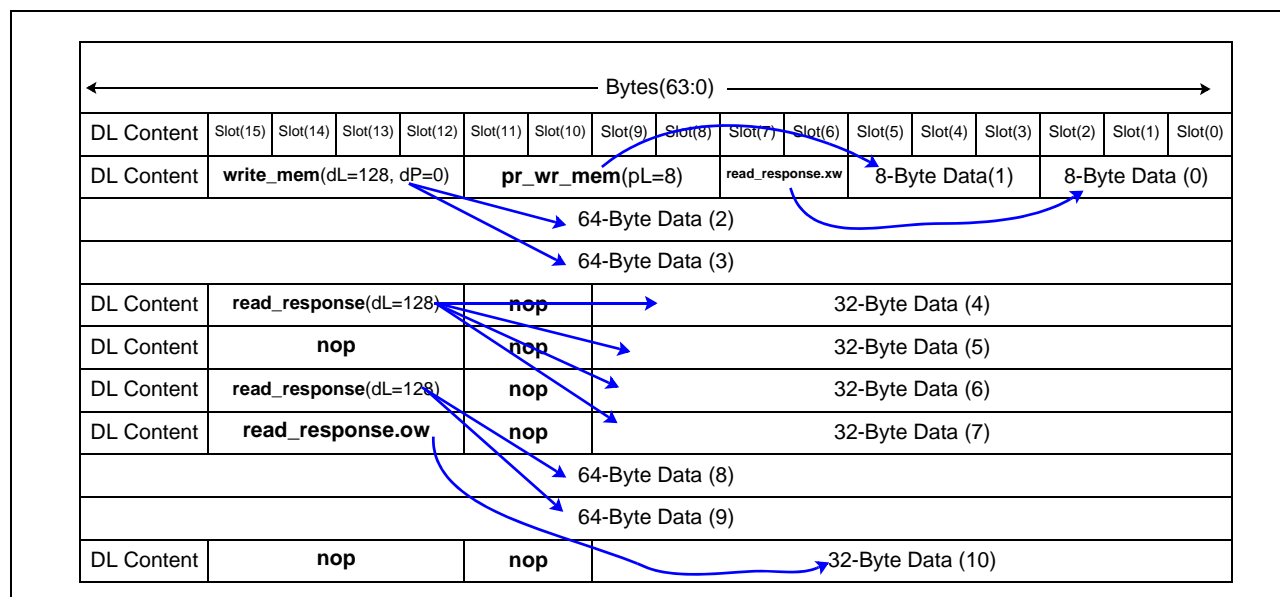 Bytes(63:0)
DL Content Slot(15) Slot(14) Slot(13) Slot(12) Slot(11) Slot(10) Slot(9) Slot(8) Slot(7) Slot(6) Slot(5) Slot(4) Slot(3) Slot(2) Slot(1) Slot(0)
DL Content write_mem(dL=128, dP=0) pr_wr_mem(pL=8) read_response.xw 8-Byte Data(1) 8-Byte Data (0)
64-Byte Data (2)
64-Byte Data (3)
DL Content read_response(dL=128) nop 32-Byte Data (4)
DL Content nop nop 32-Byte Data (5)
DL Content read_response(dL=128) nop 32-Byte Data (6)
DL Content read_response.ow nop 32-Byte Data (7)
64-Byte Data (8)
64-Byte Data (9)
DL Content nop nop 32-Byte Data (10)